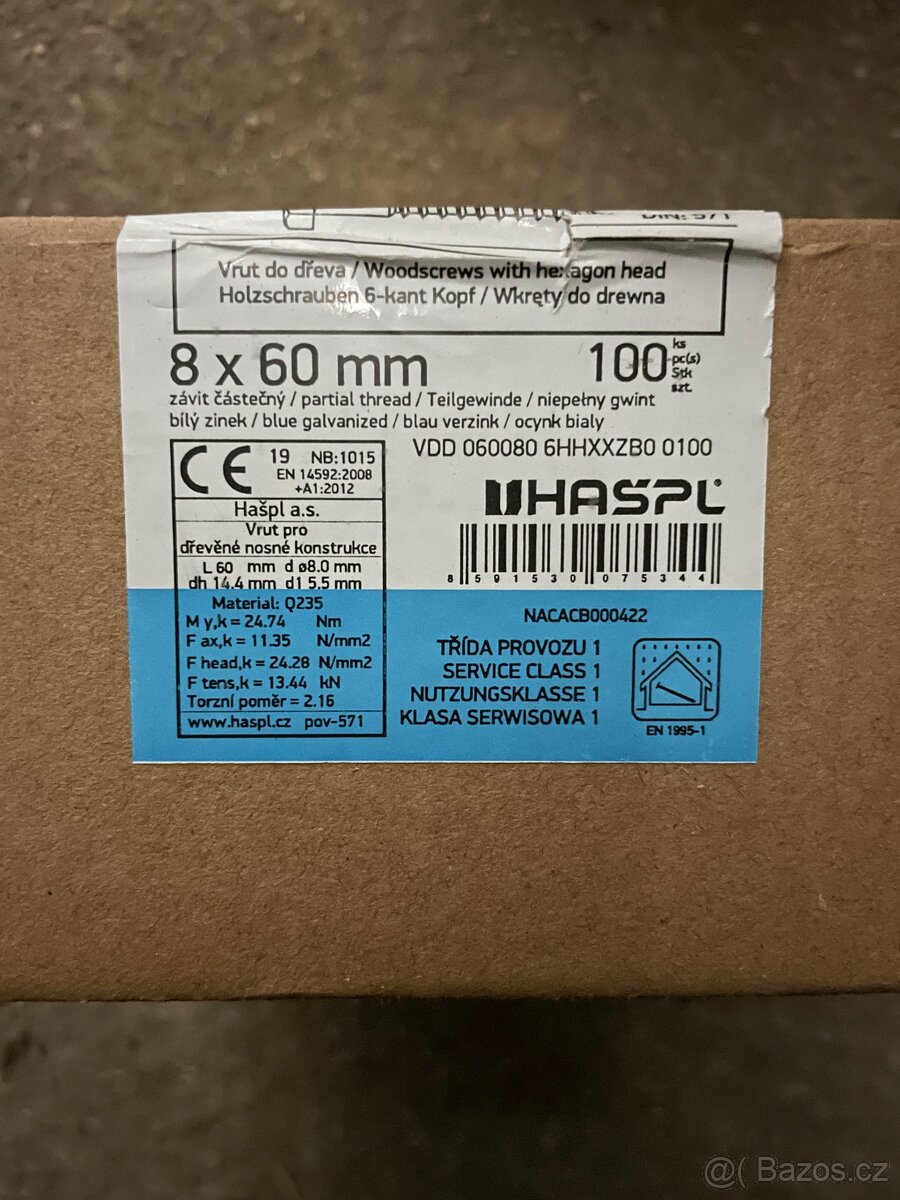 DIN: 571
Vrut do dřeva / Woodscrews with hexagon head
Holzschrauben 6-kant Kopf / Wkręty do drewna
8 x 60 mm
100 ks pc(s) Stk szt.
závit částečný / partial thread / Teilgewinde / niepełny gwint
bílý zinek / blue galvanized / blau verzink / ocynk bialy
VDD 060080 6HHXXZB0 0100
CE 19 NB:1015
EN 14592:2008
+A1:2012
Hašpl a.s.
Vrut pro
dřevěné nosné konstrukce
L 60 mm d ø8.0 mm
dh 14.4 mm d1 5.5 mm
Material: Q235
M y,k = 24.74 Nm
F ax,k = 11.35 N/mm2
F head,k = 24.28 N/mm2
F tens,k = 13.44 kN
Torzní poměr = 2.16
www.haspl.cz pov-571
HAŠPL
8 591530 075344
NACACB000422
TŘÍDA PROVOZU 1
SERVICE CLASS 1
NUTZUNGSKLASSE 1
KLASA SERWISOWA 1
EN 1995-1
@( Bazos.cz